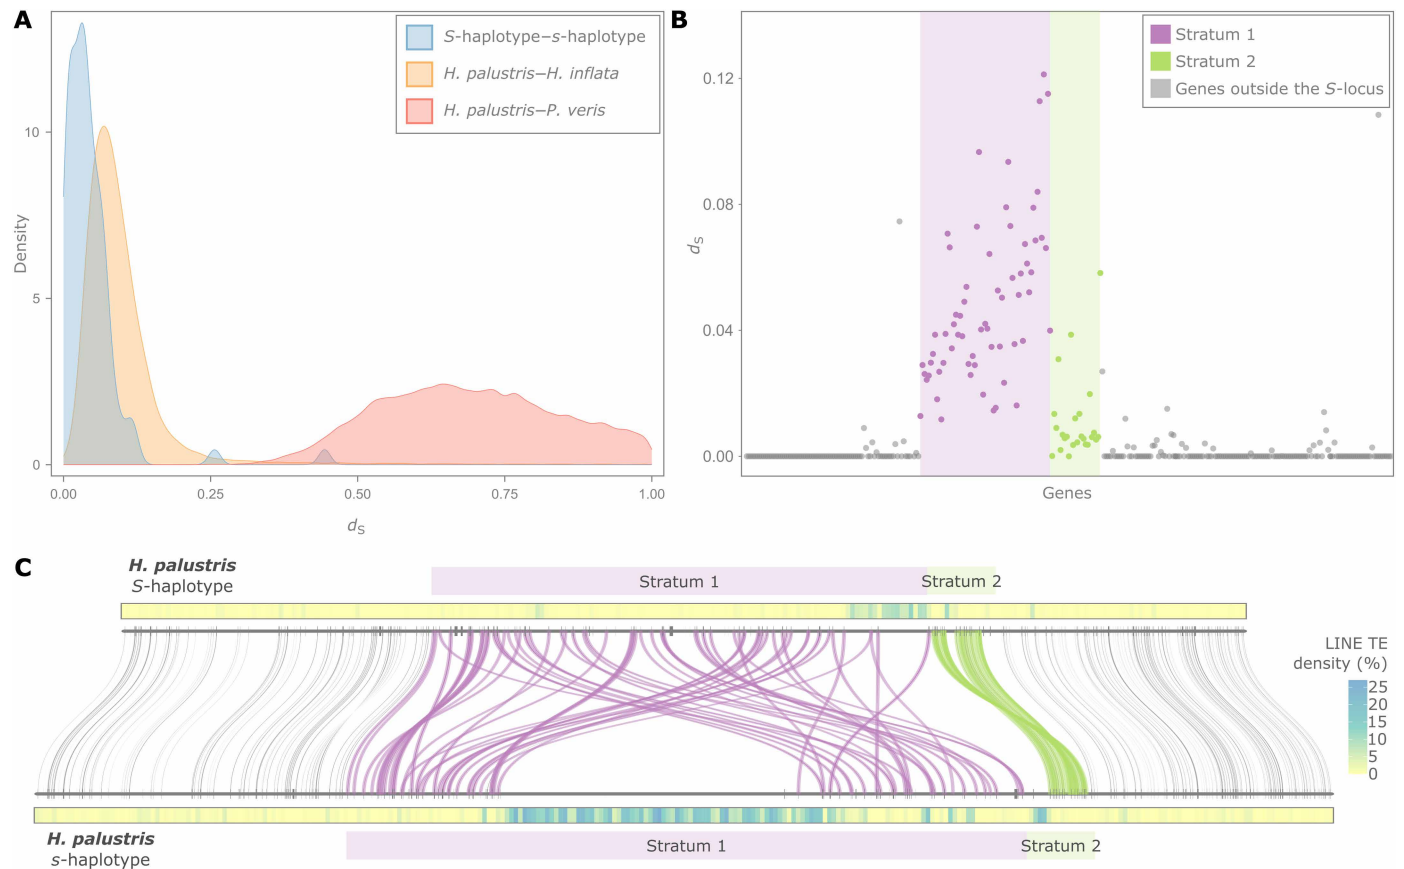 A
S-haplotype–s-haplotype
H. palustris–H. inflata
H. palustris–P. veris
Density
10
5
0
0.00
0.25
0.50
0.75
1.00
dS
B
Stratum 1
Stratum 2
Genes outside the S-locus
dS
0.12
0.08
0.04
0.00
Genes
C
H. palustris
S-haplotype
Stratum 1
Stratum 2
LINE TE
density (%)
25
20
15
10
5
0
H. palustris
s-haplotype
Stratum 1
Stratum 2